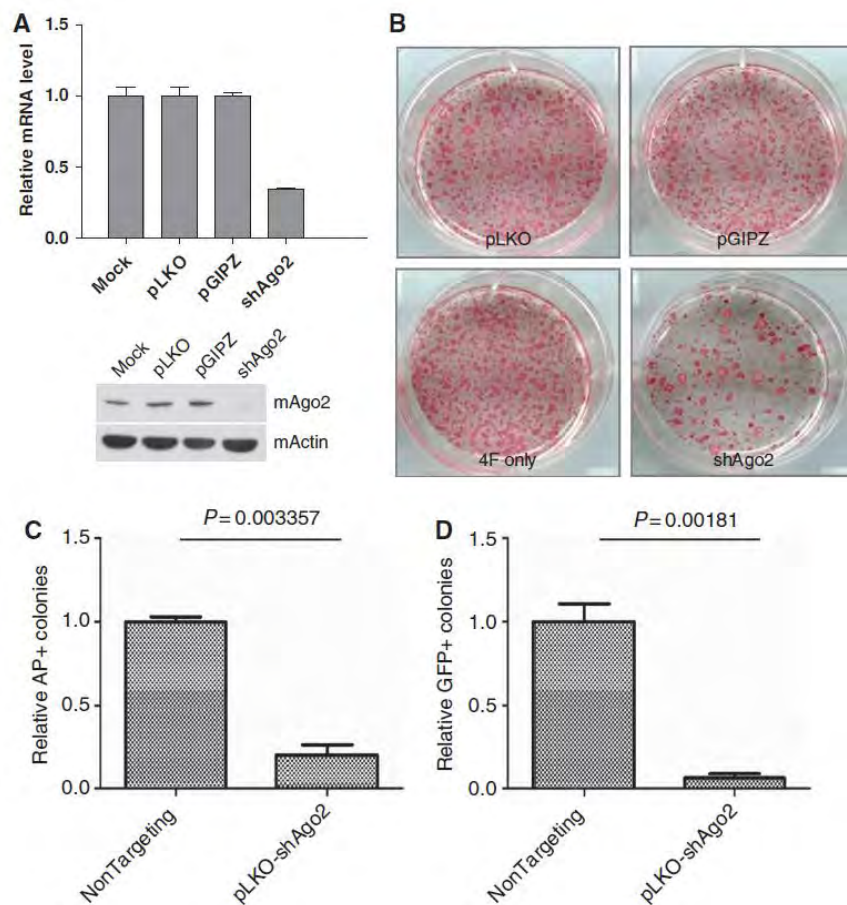 A
1.5
1.0
0.5
0.0
Relative mRNA level
Mock
pLKO
pGIPZ
shAgo2
Mock
pLKO
pGIPZ
shAgo2
mAgo2
mActin
B
pLKO
pGIPZ
4F only
shAgo2
C
P=0.003357
1.5
1.0
0.5
0.0
Relative AP+ colonies
NonTargeting
pLKO-shAgo2
D
P=0.00181
1.5
1.0
0.5
0.0
Relative GFP+ colonies
NonTargeting
pLKO-shAgo2